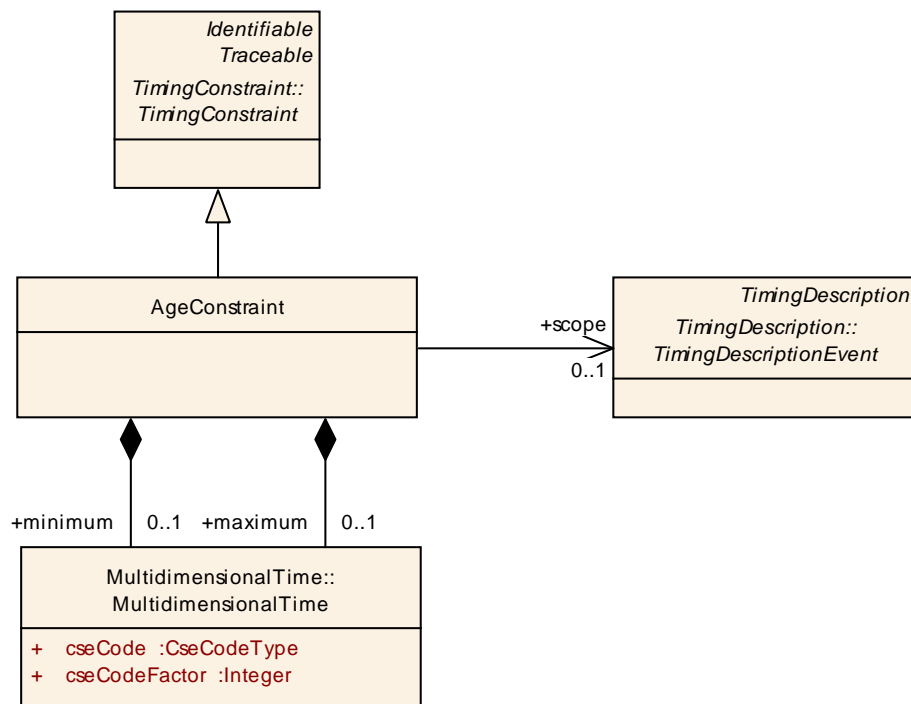 Identifiable
Traceable
TimingConstraint::
TimingConstraint
AgeConstraint
+scope
0..1
TimingDescription
TimingDescription::
TimingDescriptionEvent
+minimum 0..1 +maximum 0..1
MultidimensionalTime::
MultidimensionalTime
+ cseCode :CseCodeType
+ cseCodeFactor :Integer